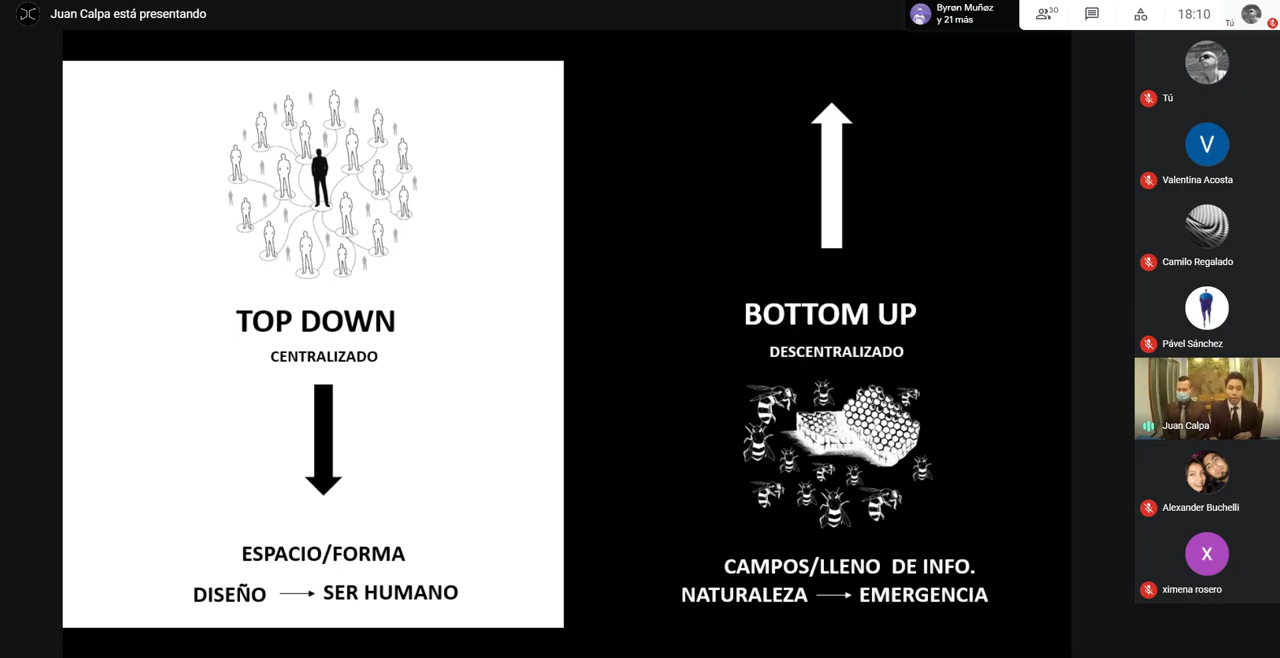 Juan Calpa está presentando
Byrøn Muñoz
y 21 más
30
18:10
Tú
TOP DOWN
CENTRALIZADO
ESPACIO/FORMA
DISEÑO → SER HUMANO
BOTTOM UP
DESCENTRALIZADO
CAMPOS/LLENO DE INFO.
NATURALEZA → EMERGENCIA
Tú
V
Valentina Acosta
Camilo Regalado
Pável Sánchez
Juan Calpa
Alexander Buchelli
X
ximena rosero